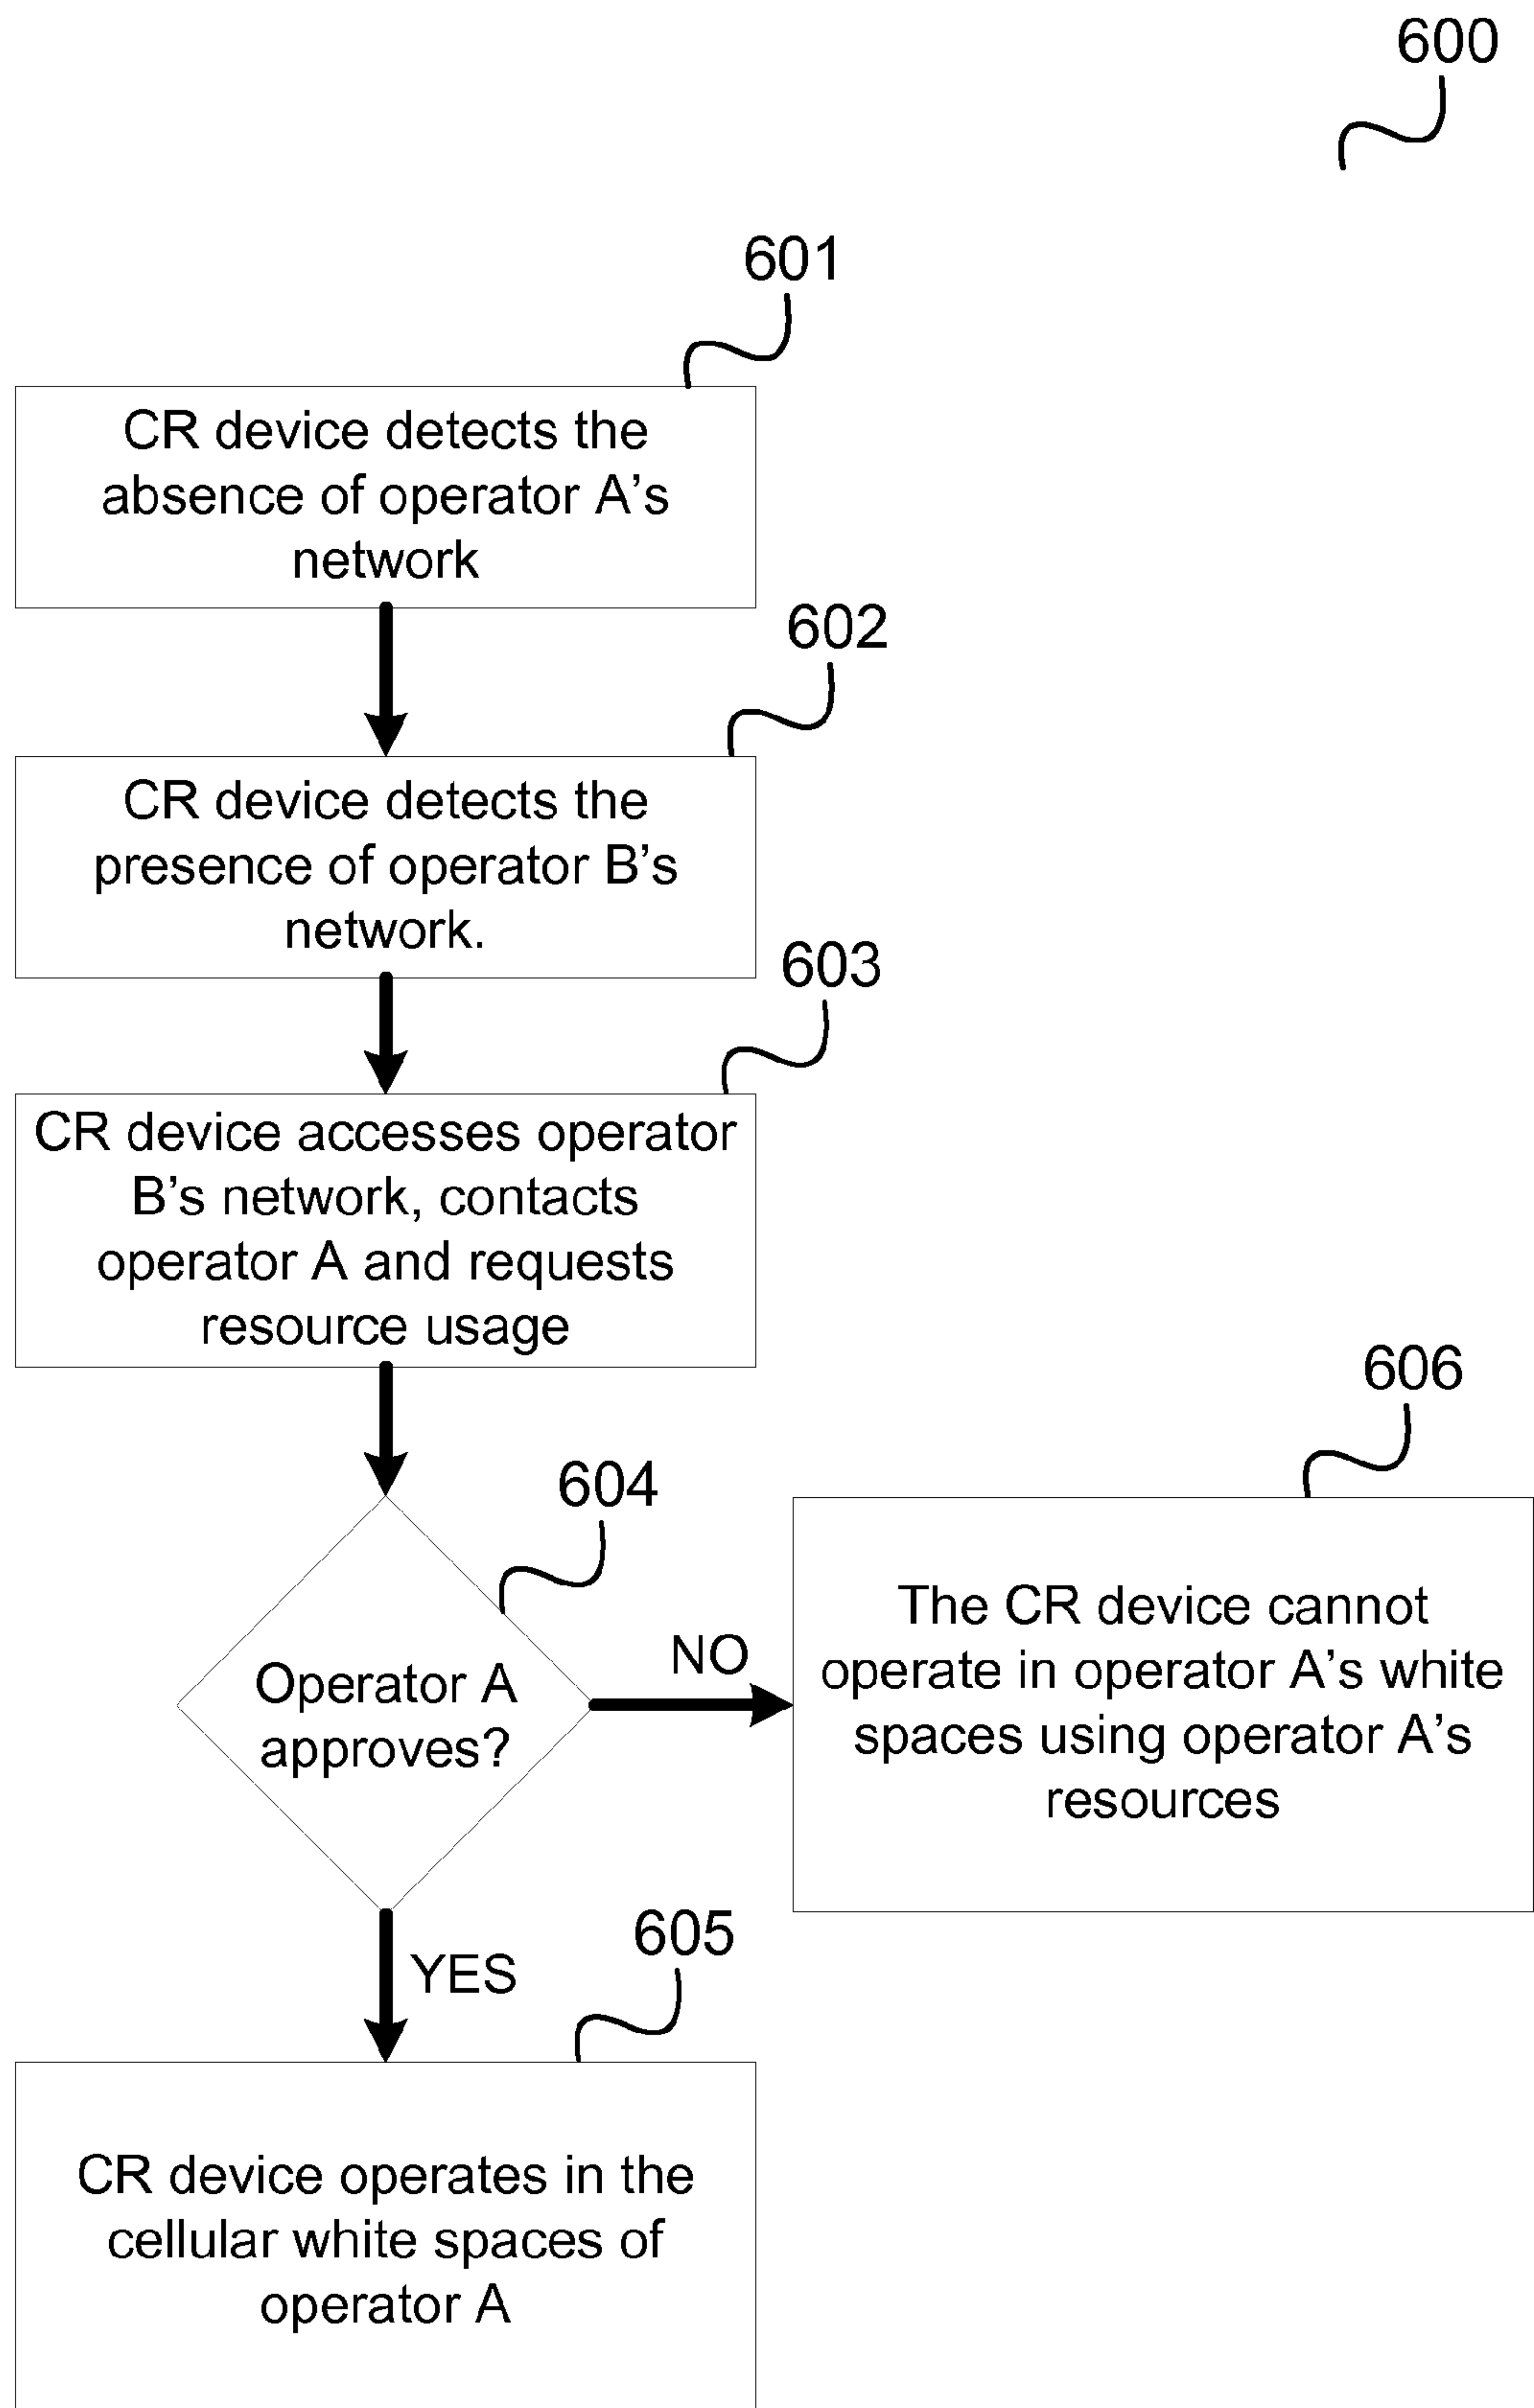 600
601
CR device detects the
absence of operator A's
network
602
CR device detects the
presence of operator B's
network.
603
CR device accesses operator
B's network, contacts
operator A and requests
resource usage
604
Operator A
approves?
NO
606
The CR device cannot
operate in operator A's white
spaces using operator A's
resources
YES
605
CR device operates in the
cellular white spaces of
operator A